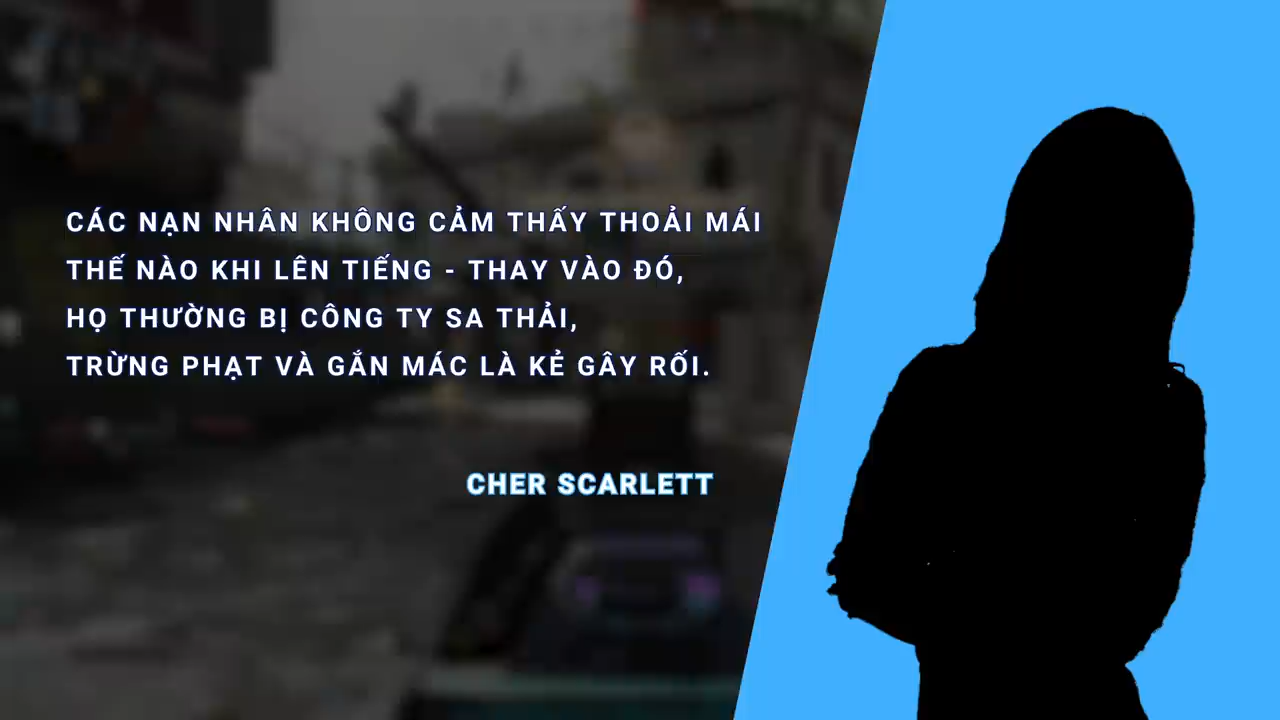 CÁC NẠN NHÂN KHÔNG CẢM THẤY THOẢI MÁI
THẾ NÀO KHI LÊN TIẾNG - THAY VÀO ĐÓ,
HỌ THƯỜNG BỊ CÔNG TY SA THẢI,
TRỪNG PHẠT VÀ GẮN MÁC LÀ KẺ GÂY RỐI.
CHER SCARLETT